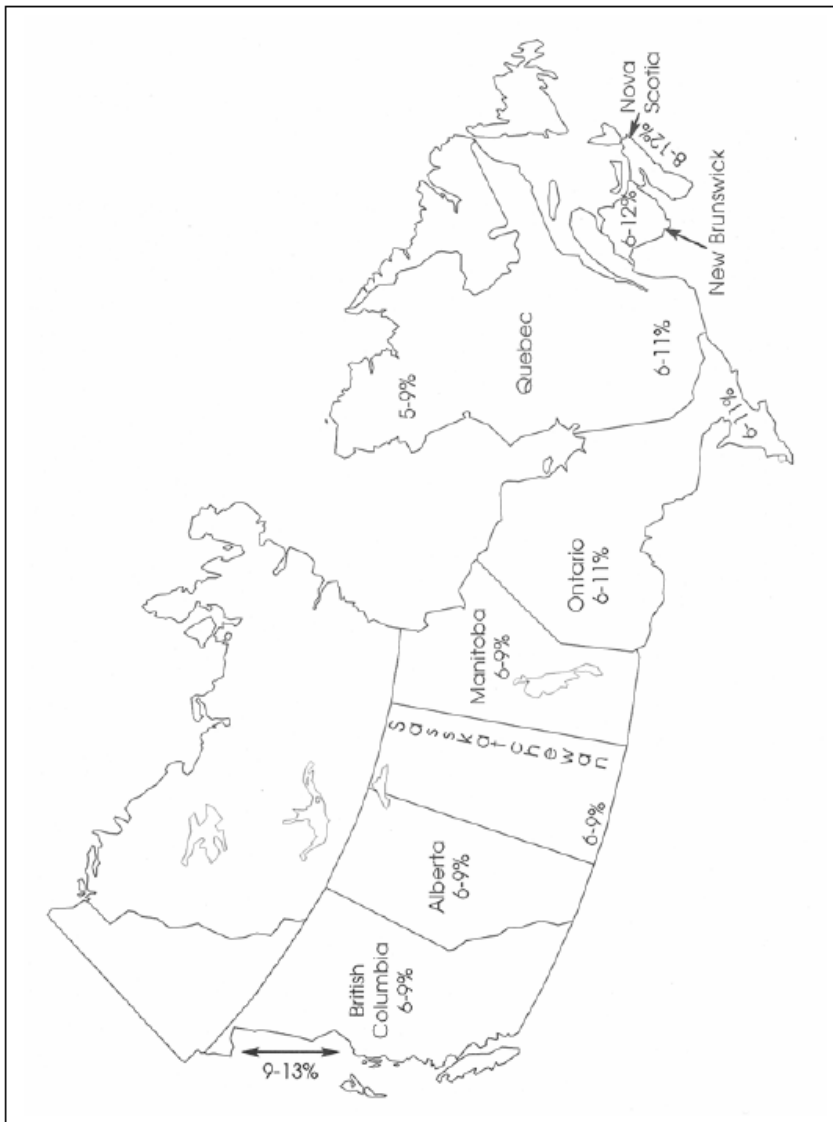 9-13%
British
Columbia
6-9%
Alberta
6-9%
Saskatchewan
6-9%
Manitoba
6-9%
Ontario
6-11%
6-11%
Quebec
5-9%
6-11%
6-12%
New Brunswick
Nova
Scotia
8-12%